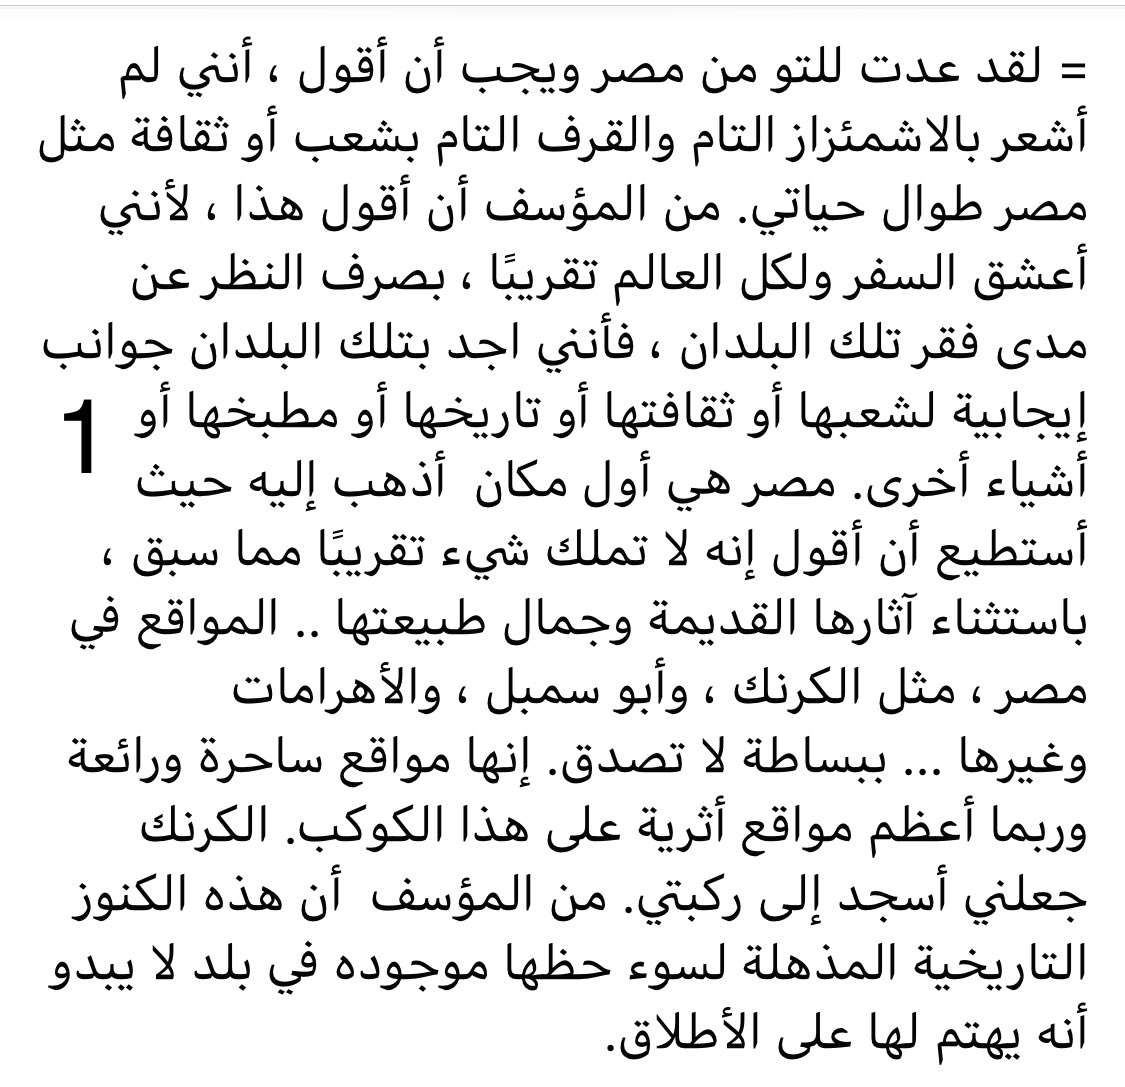 = لقد عدت للتو من مصر ويجب أن أقول ، أنني لم
أشعر بالاشمئزاز التام والقرف التام بشعب أو ثقافة مثل
مصر طوال حياتي. من المؤسف أن أقول هذا ، لأنني
أعشق السفر ولكل العالم تقريبًا ، بصرف النظر عن
مدى فقر تلك البلدان ، فأنني اجد بتلك البلدان جوانب
إيجابية لشعبها أو ثقافتها أو تاريخها أو مطبخها أو
1
أشياء أخرى. مصر هي أول مكان أذهب إليه حيث
أستطيع أن أقول إنه لا تملك شيء تقريبًا مما سبق ،
باستثناء آثارها القديمة وجمال طبيعتها .. المواقع في
مصر ، مثل الكرنك ، وأبو سمبل ، والأهرامات
وغيرها ... ببساطة لا تصدق. إنها مواقع ساحرة ورائعة
وربما أعظم مواقع أثرية على هذا الكوكب. الكرنك
جعلني أسجد إلى ركبتي. من المؤسف أن هذه الكنوز
التاريخية المذهلة لسوء حظها موجوده في بلد لا يبدو
أنه يهتم لها على الأطلاق.